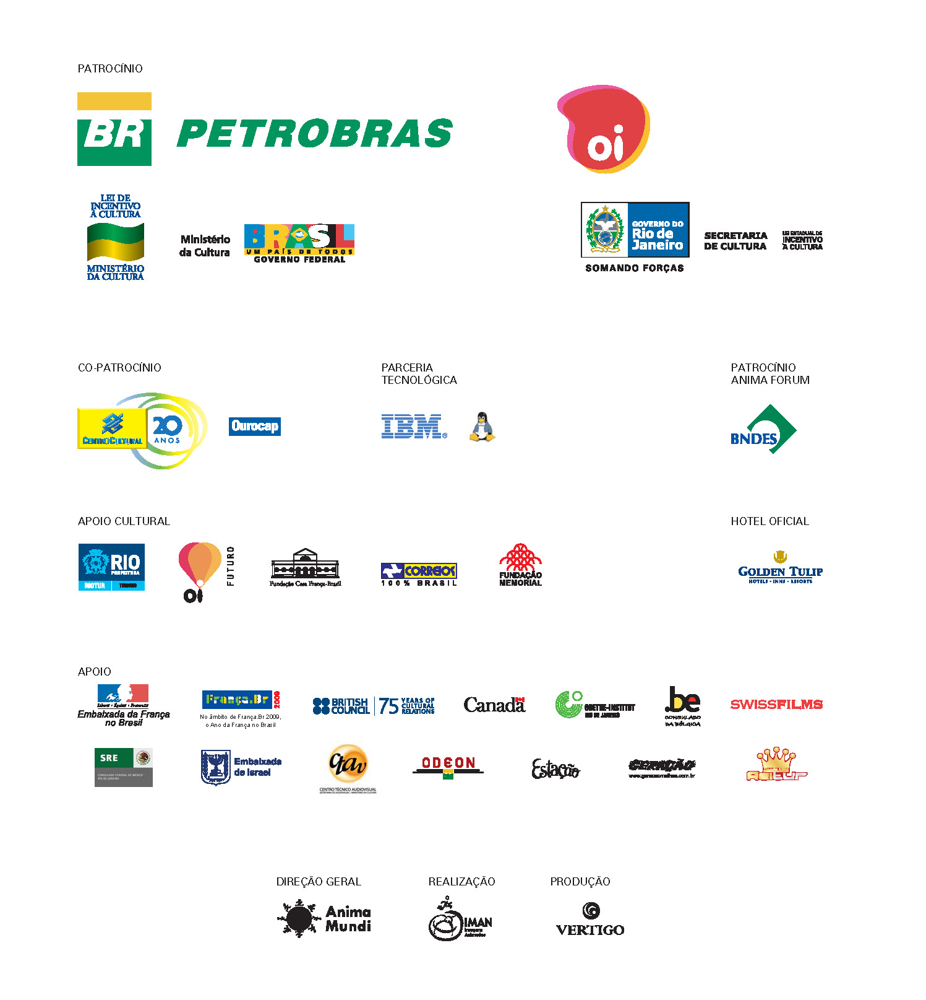 PATROCÍNIO
BR PETROBRAS
oi
LEI DE
INCENTIVO
À CULTURA
MINISTÉRIO
DA CULTURA
Ministério
da Cultura
BRASIL
UM PAÍS DE TODOS
GOVERNO FEDERAL
GOVERNO DO
Rio de
Janeiro
SOMANDO FORÇAS
SECRETARIA
DE CULTURA
LEI ESTADUAL DE
INCENTIVO
À CULTURA
CO-PATROCÍNIO
CENTRO CULTURAL
20
ANOS
Ourocap
PARCERIA
TECNOLÓGICA
IBM®
PATROCÍNIO
ANIMA FORUM
BNDES
APOIO CULTURAL
RIO
PREFEITURA
RIOTUR
TURISMO
oi
FUTURO
Fundação Casa França-Brasil
CORREIOS
100% BRASIL
FUNDAÇÃO
MEMORIAL
HOTEL OFICIAL
GOLDEN TULIP
HOTELS • INNS • RESORTS
APOIO
Liberté • Égalité • Fraternité
Embaixada da França
no Brasil
França.Br 2009
No âmbito de França.Br 2009,
o Ano da França no Brasil
BRITISH
COUNCIL
75 YEARS OF
CULTURAL
RELATIONS
Canada
GOETHE-INSTITUT
RIO DE JANEIRO
.be
CONSULADO
DA BÉLGICA
SWISSFILMS
SRE
CONSULADO GENERAL DE MÉXICO
RÍO DE JANEIRO
Embaixada
de Israel
ctav
CENTRO TÉCNICO AUDIOVISUAL
SECRETARIA DO AUDIOVISUAL / MINISTÉRIO DA CULTURA
ODEON
Estação
GERAÇÃO
REITUR
DIREÇÃO GERAL
Anima
Mundi
REALIZAÇÃO
IMAN
PRODUÇÃO
VERTIGO